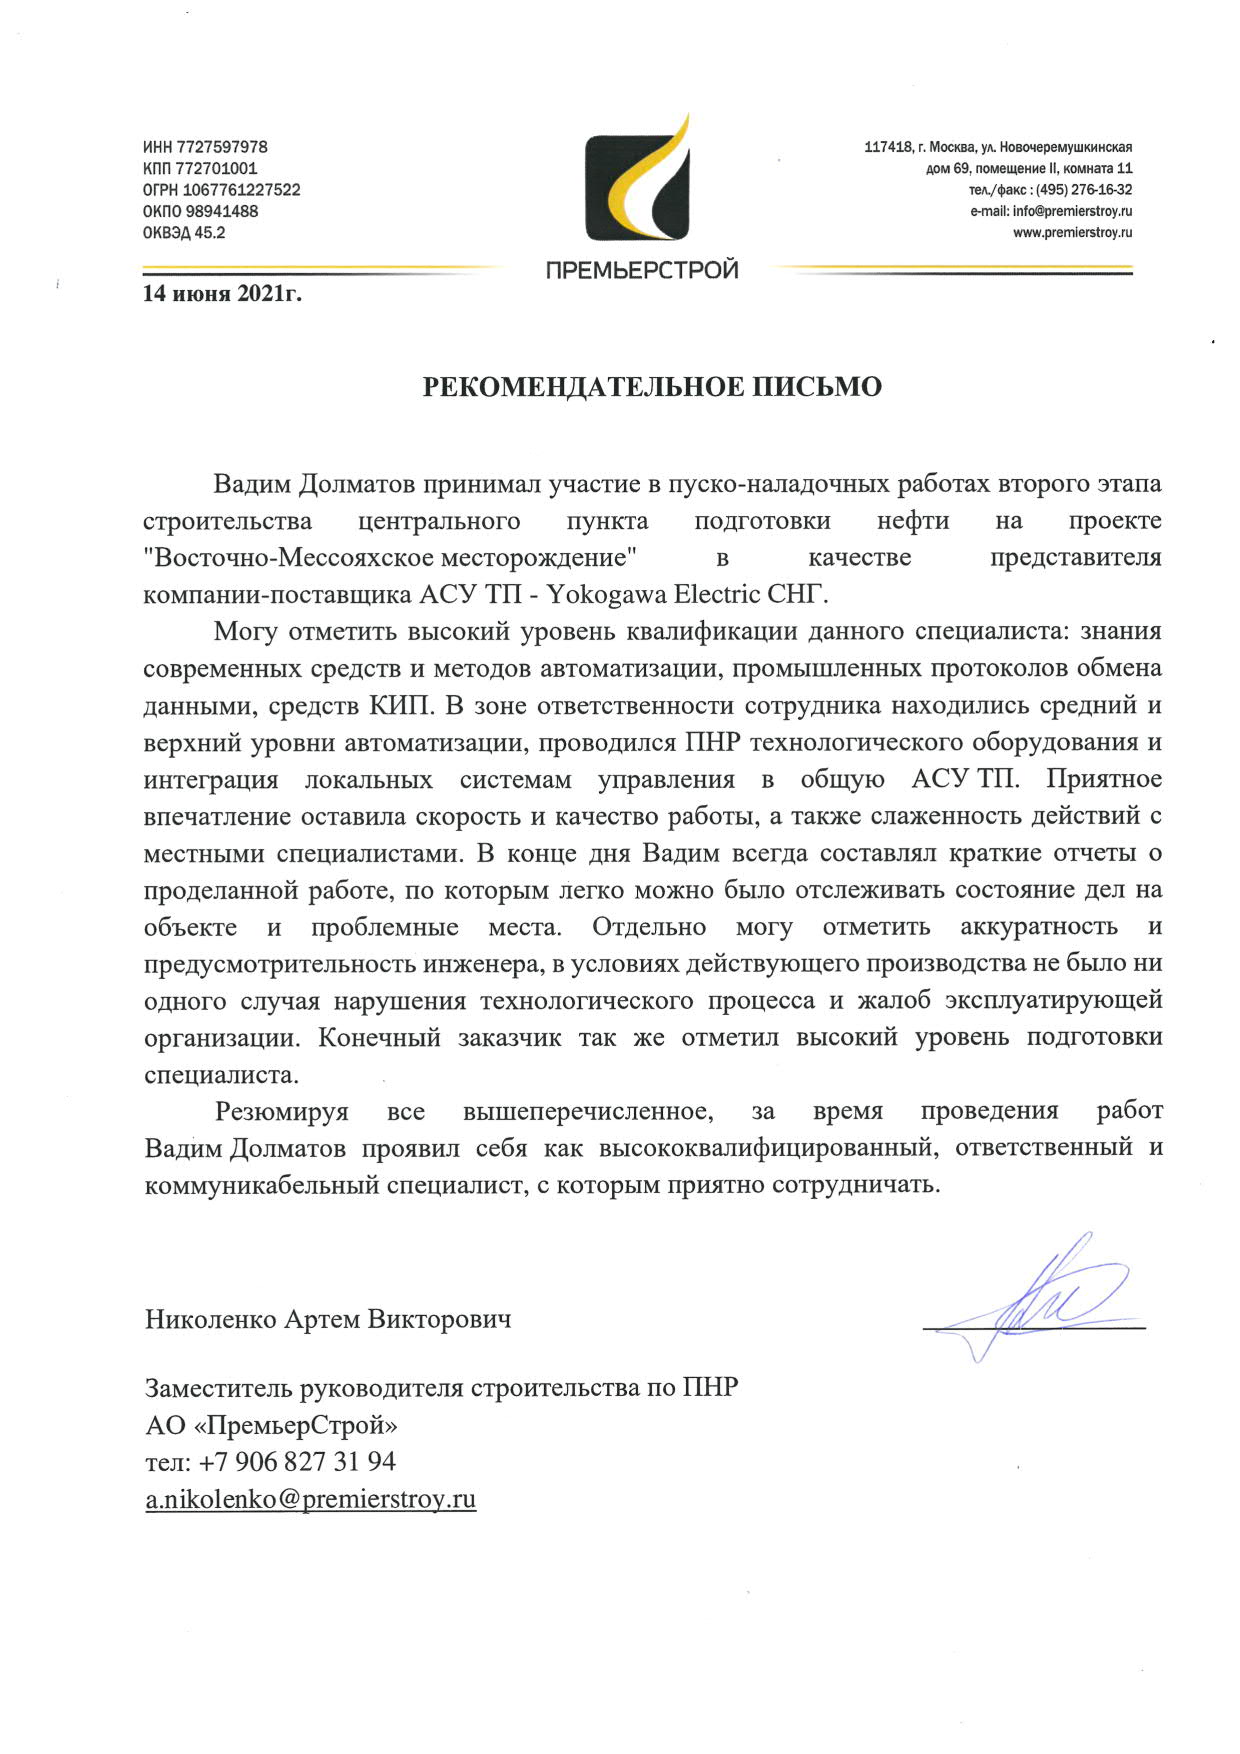 ИНН 7727597978
КПП 772701001
ОГРН 1067761227522
ОКПО 98941488
ОКВЭД 45.2
ПРЕМЬЕРСТРОЙ
117418, г. Москва, ул. Новочеремушкинская
дом 69, помещение II, комната 11
тел./факс : (495) 276-16-32
e-mail: info@premierstroy.ru
www.premierstroy.ru
14 июня 2021г.
РЕКОМЕНДАТЕЛЬНОЕ ПИСЬМО
Вадим Долматов принимал участие в пуско-наладочных работах второго этапа
строительства центрального пункта подготовки нефти на проекте
"Восточно-Мессояхское месторождение" в качестве представителя
компании-поставщика АСУ ТП - Yokogawa Electric СНГ.
Могу отметить высокий уровень квалификации данного специалиста: знания
современных средств и методов автоматизации, промышленных протоколов обмена
данными, средств КИП. В зоне ответственности сотрудника находились средний и
верхний уровни автоматизации, проводился ПНР технологического оборудования и
интеграция локальных системам управления в общую АСУ ТП. Приятное
впечатление оставила скорость и качество работы, а также слаженность действий с
местными специалистами. В конце дня Вадим всегда составлял краткие отчеты о
проделанной работе, по которым легко можно было отслеживать состояние дел на
объекте и проблемные места. Отдельно могу отметить аккуратность и
предусмотрительность инженера, в условиях действующего производства не было ни
одного случая нарушения технологического процесса и жалоб эксплуатирующей
организации. Конечный заказчик так же отметил высокий уровень подготовки
специалиста.
Резюмируя все вышеперечисленное, за время проведения работ
Вадим Долматов проявил себя как высококвалифицированный, ответственный и
коммуникабельный специалист, с которым приятно сотрудничать.
Николенко Артем Викторович
Заместитель руководителя строительства по ПНР
АО «ПремьерСтрой»
тел: +7 906 827 31 94
a.nikolenko@premierstroy.ru